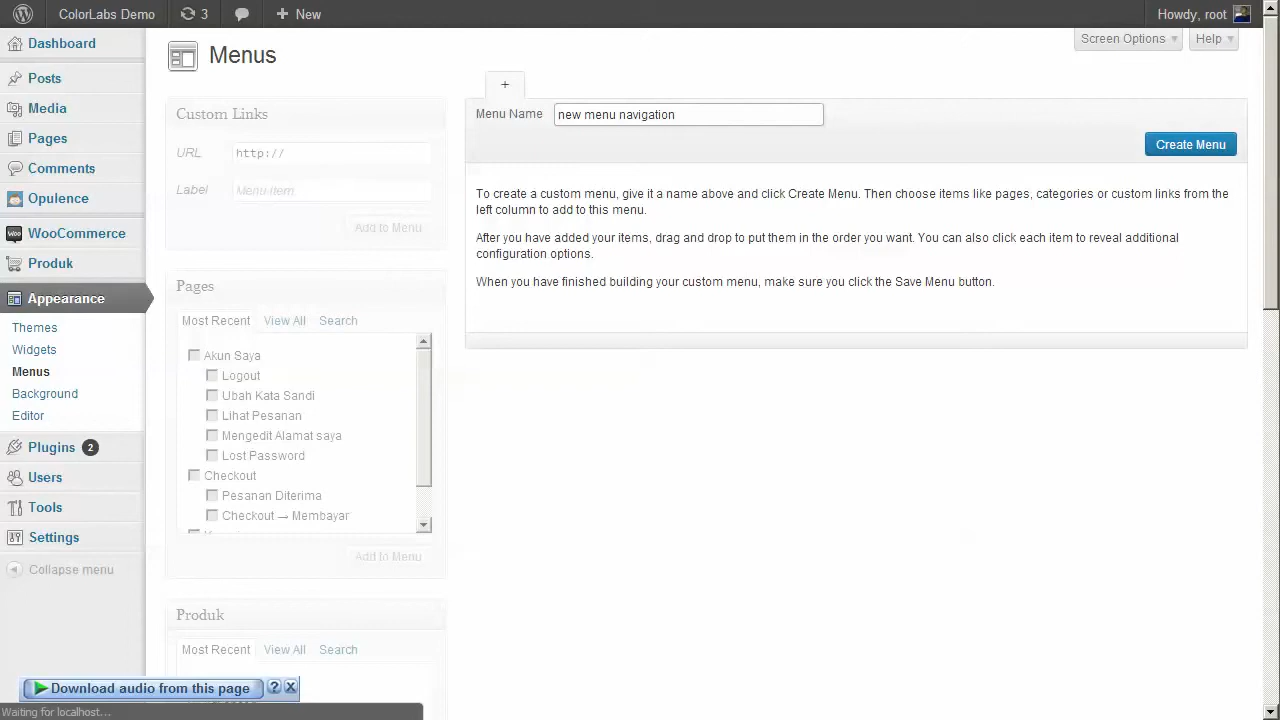 ColorLabs Demo
3
+ New
Howdy, root
Dashboard
Posts
Media
Pages
Comments
Opulence
WooCommerce
Produk
Appearance
Themes
Widgets
Menus
Background
Editor
Plugins 2
Users
Tools
Settings
Collapse menu
Screen Options
Help
Menus
Custom Links
URL
http://
Label
Menu Item
Add to Menu
Pages
Most Recent
View All
Search
Akun Saya
Logout
Ubah Kata Sandi
Lihat Pesanan
Mengedit Alamat saya
Lost Password
Checkout
Pesanan Diterima
Checkout → Membayar
Add to Menu
Produk
Most Recent
View All
Search
+
Menu Name
new menu navigation
Create Menu
To create a custom menu, give it a name above and click Create Menu. Then choose items like pages, categories or custom links from the
left column to add to this menu.
After you have added your items, drag and drop to put them in the order you want. You can also click each item to reveal additional
configuration options.
When you have finished building your custom menu, make sure you click the Save Menu button.
Download audio from this page
?
X
Waiting for localhost...